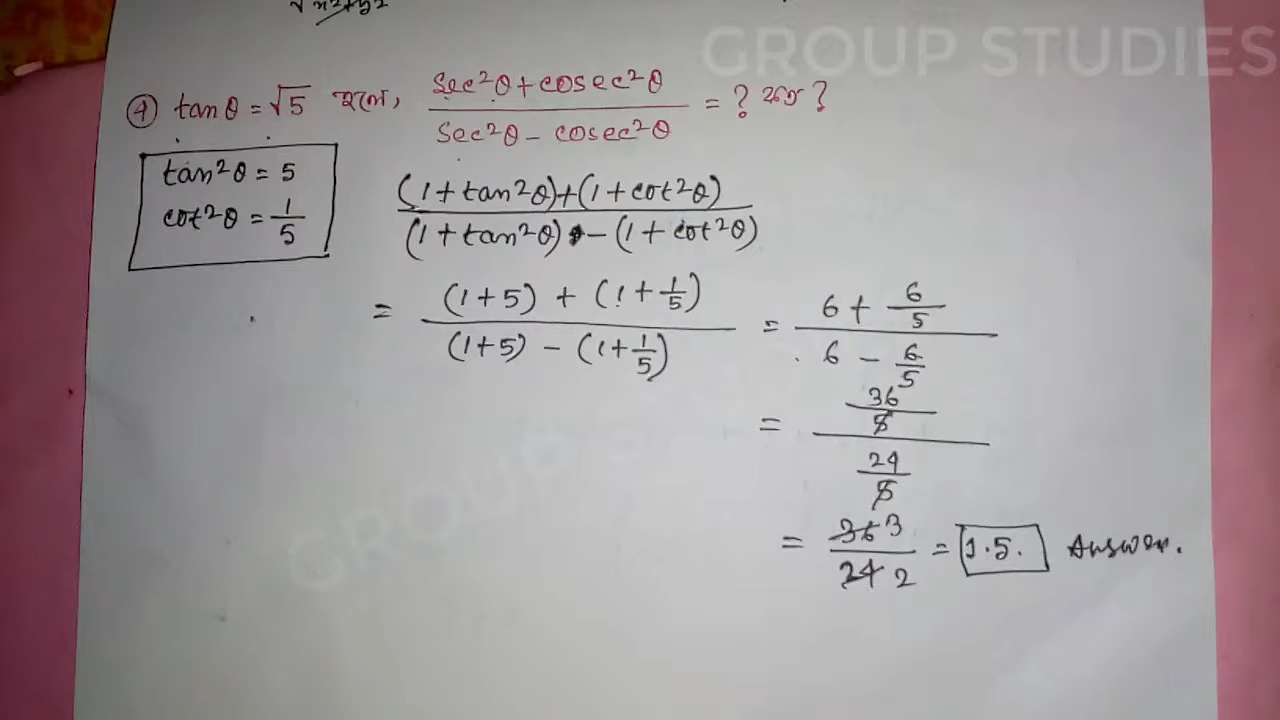 GROUP STUDIES
④ tanθ = √5 হলে, (sec²θ + cosec²θ)/(sec²θ - cosec²θ) = ? কত ?
tan²θ = 5
cot²θ = 1/5
((1 + tan²θ) + (1 + cot²θ))/((1 + tan²θ) - (1 + cot²θ))
= ((1+5) + (1 + 1/5))/((1+5) - (1 + 1/5)) = (6 + 6/5)/(6 - 6/5)
= (36/5)/(24/5)
= 36 3/24 2 = 1.5. Answer.